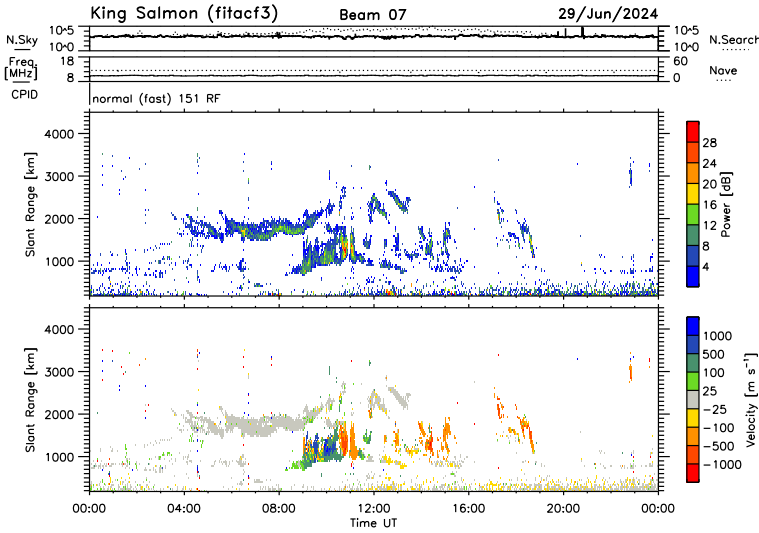 King Salmon (fitacf3) Beam 07 29/Jun/2024
N.Sky 10^5 10^0 10^5 10^0 N.Search
Freq. [MHz] 18 8 60 0 Nave
CPID normal (fast) 151 RF
Slant Range [km] 4000 3000 2000 1000
Power [dB] 28 24 20 16 12 8 4
Slant Range [km] 4000 3000 2000 1000
Velocity [m s⁻¹] 1000 500 100 25 −25 −100 −500 −1000
00:00 04:00 08:00 12:00 16:00 20:00 00:00
Time UT